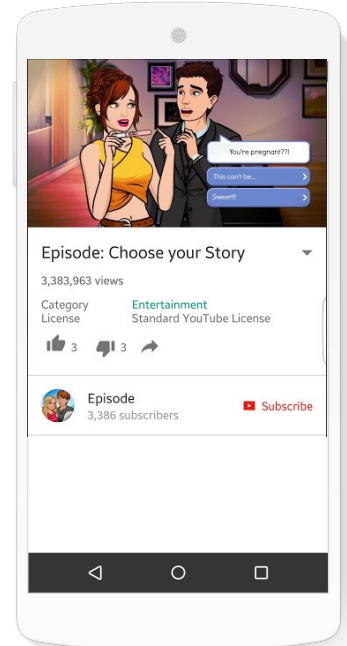 You're pregnant??!
This can't be...
Sweet!!!
Episode: Choose your Story
3,383,963 views
Category Entertainment
License Standard YouTube License
3 3
Episode
3,386 subscribers
Subscribe